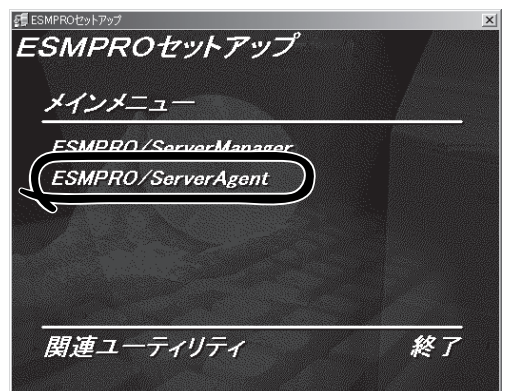 ESMPROセットアップ
ESMPROセットアップ
メインメニュー
ESMPRO/ServerManager
ESMPRO/ServerAgent
関連ユーティリティ
終了